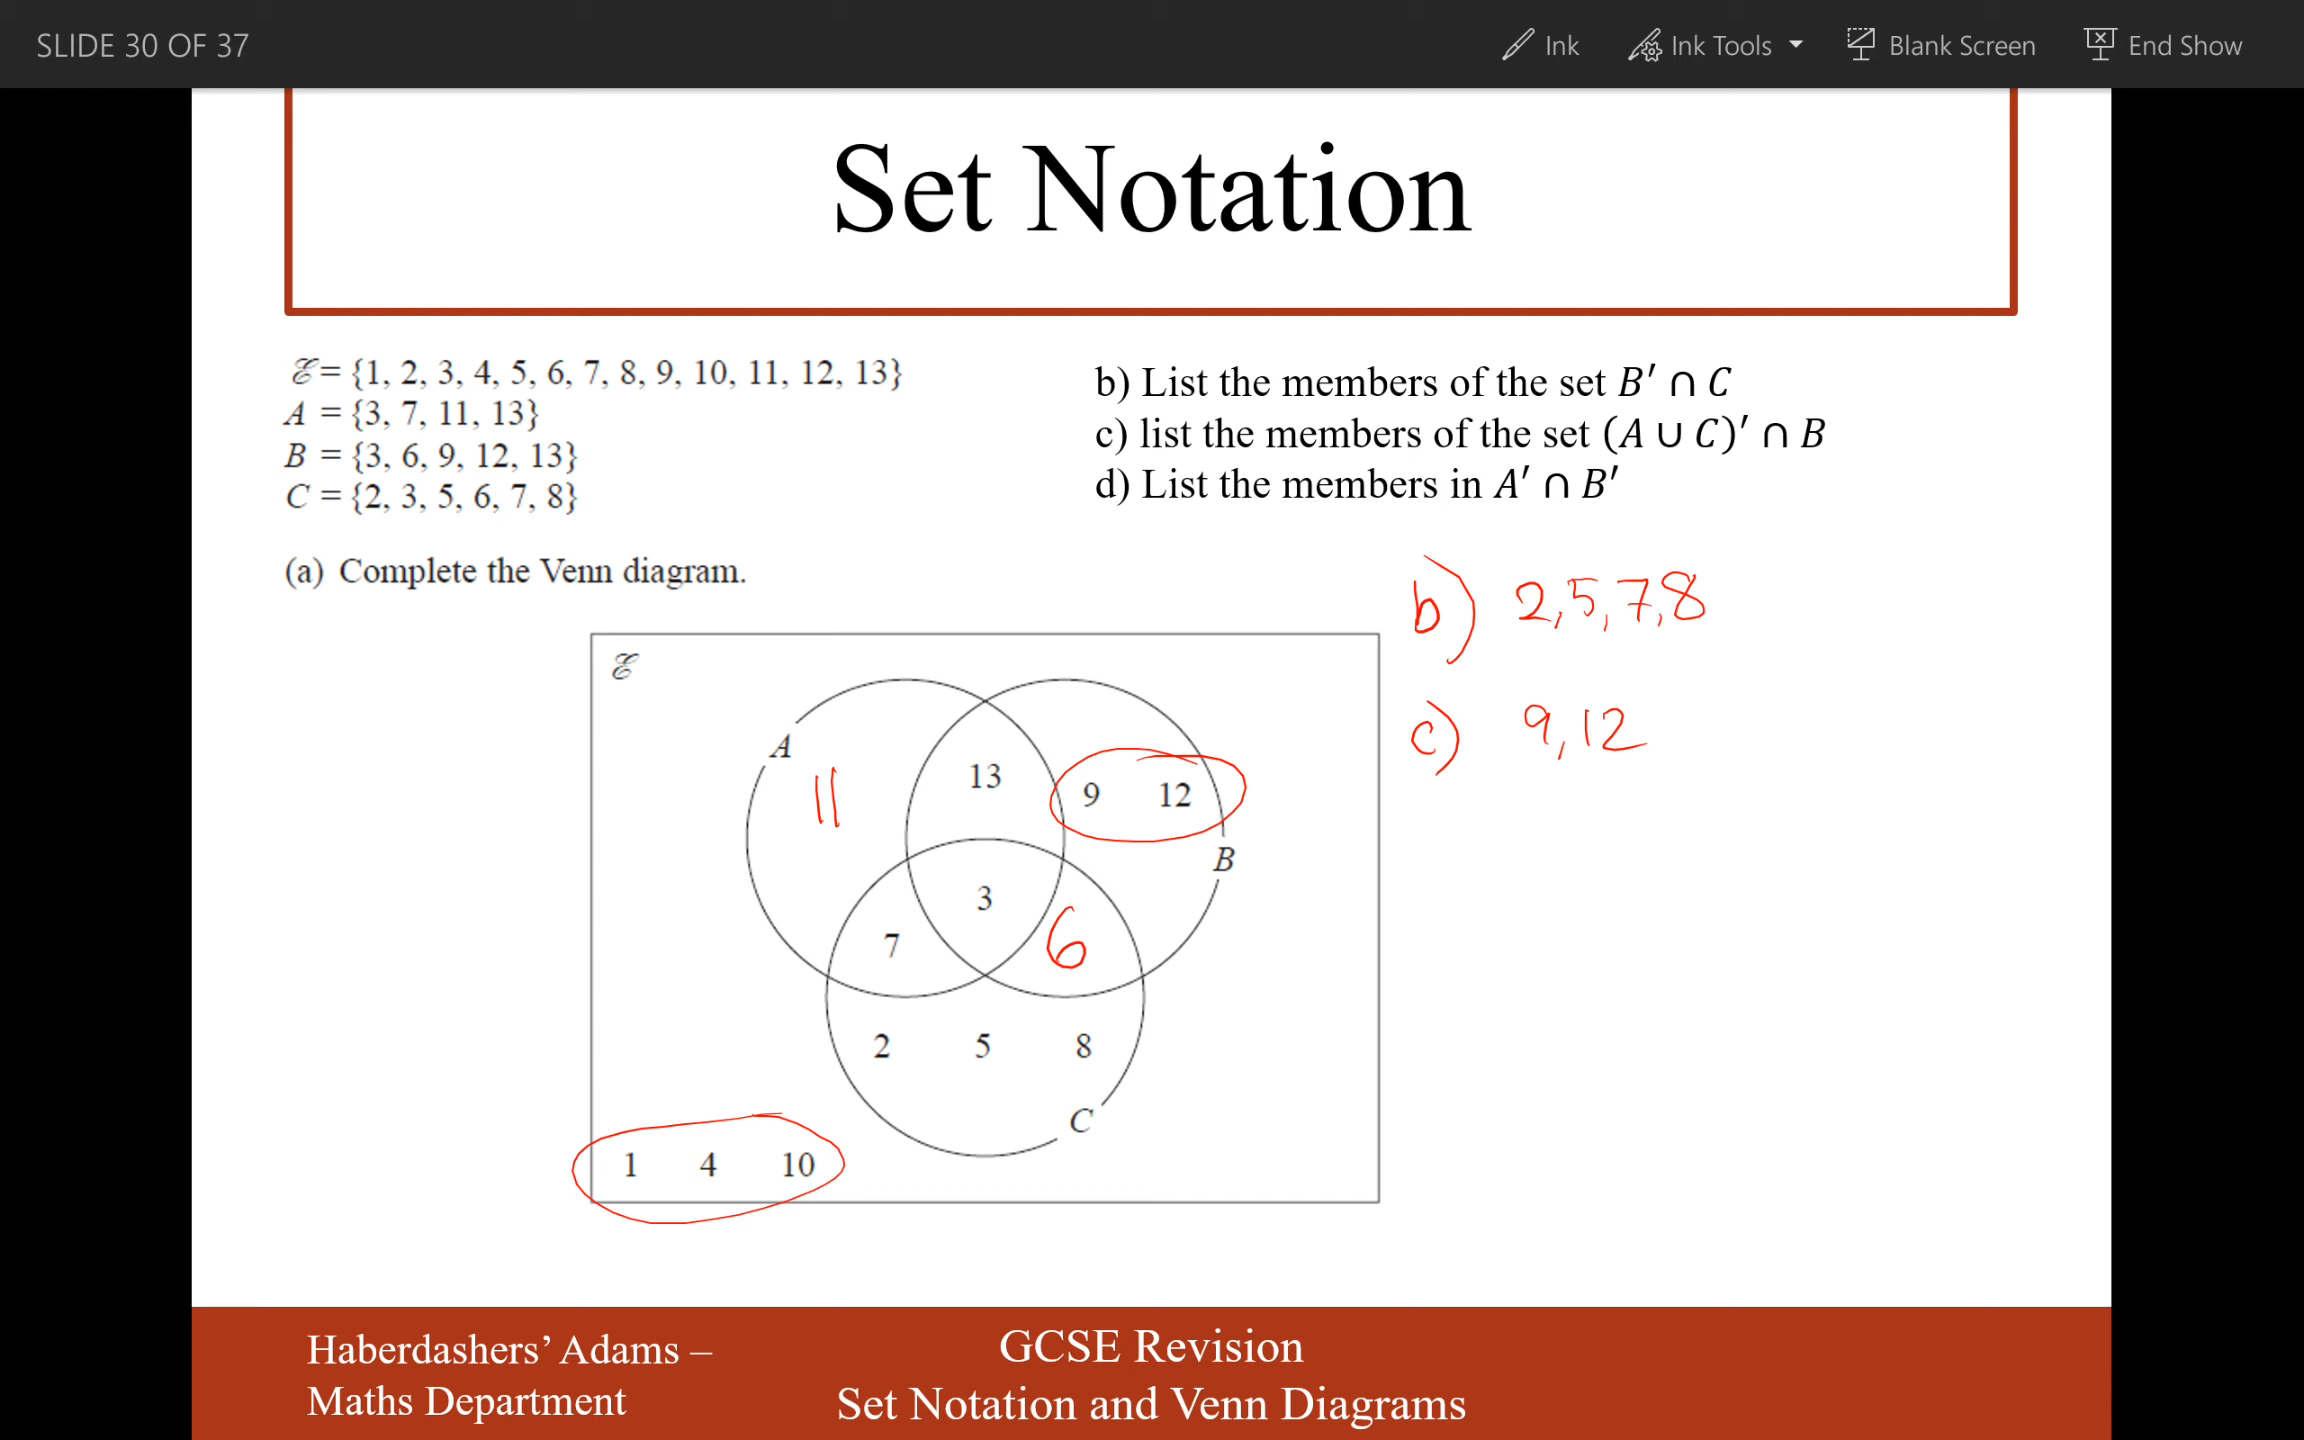 SLIDE 30 OF 37
Ink
Ink Tools
Blank Screen
End Show
Set Notation
ℰ = {1, 2, 3, 4, 5, 6, 7, 8, 9, 10, 11, 12, 13}
A = {3, 7, 11, 13}
B = {3, 6, 9, 12, 13}
C = {2, 3, 5, 6, 7, 8}
(a) Complete the Venn diagram.
b) List the members of the set B′ ∩ C
c) list the members of the set (A ∪ C)′ ∩ B
d) List the members in A′ ∩ B′
b) 2,5,7,8
c) 9,12
ℰ
A
11
13
9 12
B
3
7
6
2 5 8
C
1 4 10
Haberdashers’ Adams –
Maths Department
GCSE Revision
Set Notation and Venn Diagrams